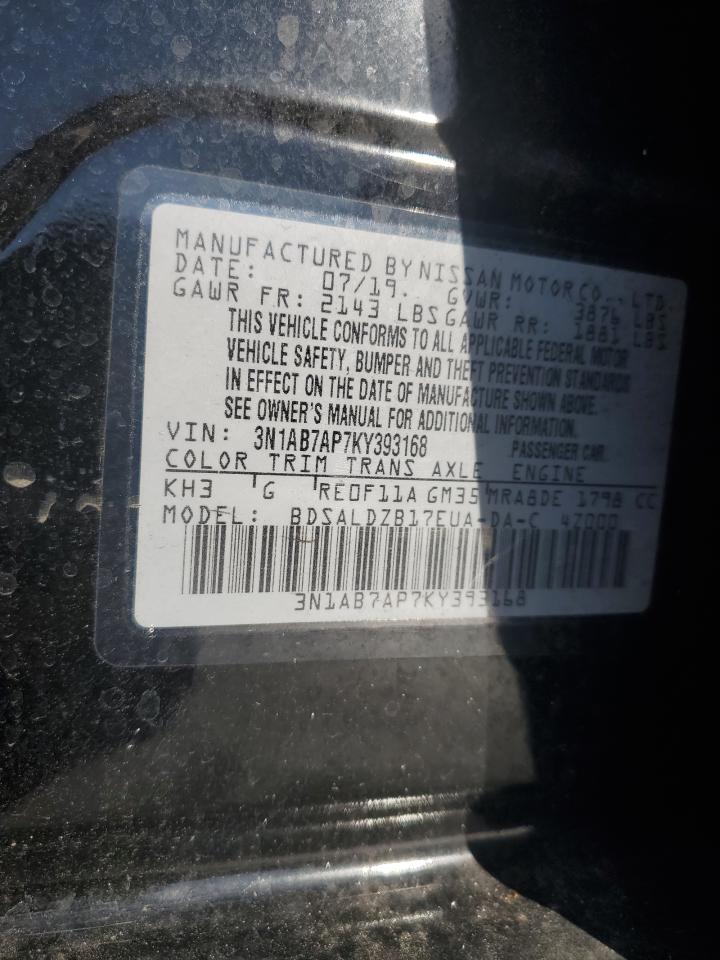 MANUFACTURED BY NISSAN MOTOR CO., LTD.
DATE: 07/19. GVWR: 3876 LBS
GAWR FR: 2143 LBS GAWR RR: 1881 LBS
THIS VEHICLE CONFORMS TO ALL APPLICABLE FEDERAL MOTOR
VEHICLE SAFETY, BUMPER AND THEFT PREVENTION STANDARDS
IN EFFECT ON THE DATE OF MANUFACTURE SHOWN ABOVE.
SEE OWNER'S MANUAL FOR ADDITIONAL INFORMATION.
VIN: 3N1AB7AP7KY393168 PASSENGER CAR
COLOR TRIM TRANS AXLE ENGINE
KH3 G RE0F11A GM35 MRA8DE 1798 CC
MODEL: BDSALDZB17EUA-DA-C 47000
3N1AB7AP7KY393168